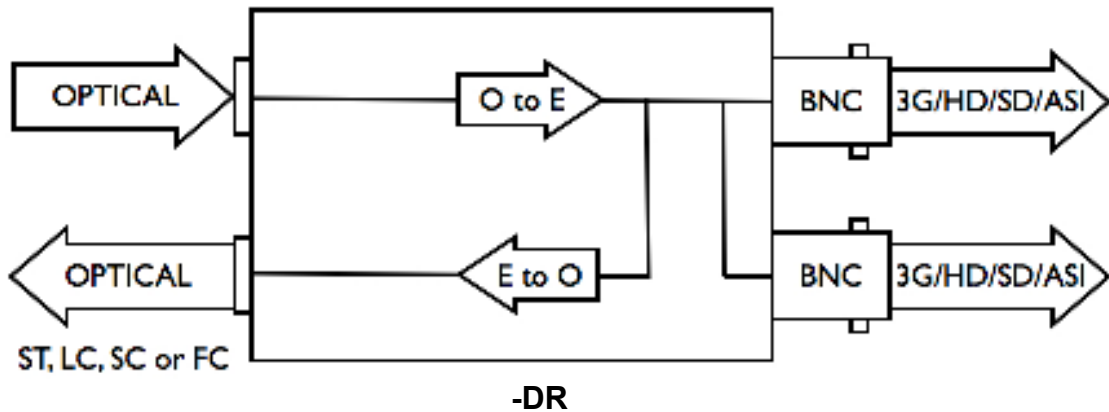 OPTICAL
O to E
BNC
3G/HD/SD/ASI
OPTICAL
E to O
BNC
3G/HD/SD/ASI
ST, LC, SC or FC
-DR